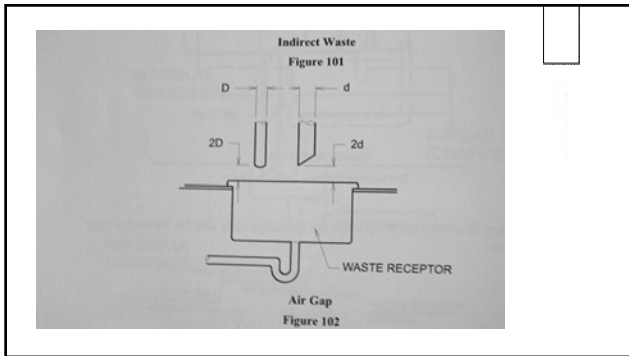 Indirect Waste
Figure 101
D d
2D 2d
WASTE RECEPTOR
Air Gap
Figure 102